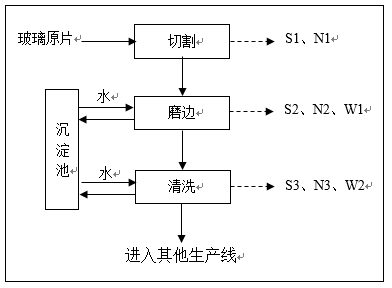 玻璃原片
切割
S1、N1
水
磨边
S2、N2、W1
沉淀池
水
清洗
S3、N3、W2
进入其他生产线